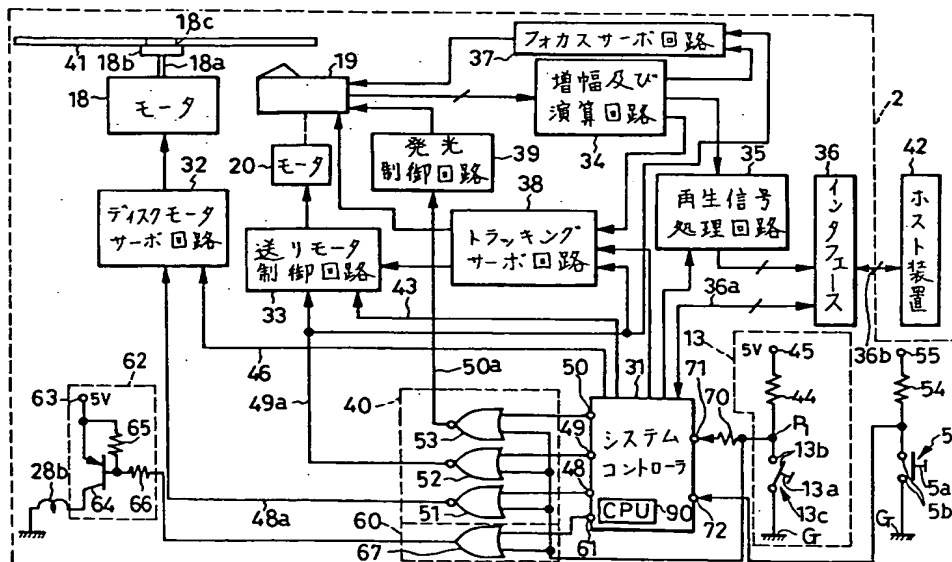 18c
41
18b
18a
18
モータ
19
フォカスサーボ回路
37
増幅及び
演算回路
34
2
20
モータ
発光
制御回路
39
32
ディスクモータ
サーボ回路
38
トラッキング
サーボ回路
35
再生信号
処理回路
36
インタフェース
42
ホスト装置
送りモータ
制御回路
33
43
36a
36b
46
49a
50a
50
31
71
70
13
5V
45
44
P1
13b
13a
13c
G
55
54
5
5a
5b
G
62
63
5V
65
66
64
28b
48a
40
53
52
51
60
67
49
48
61
システム
コントローラ
CPU
90
72